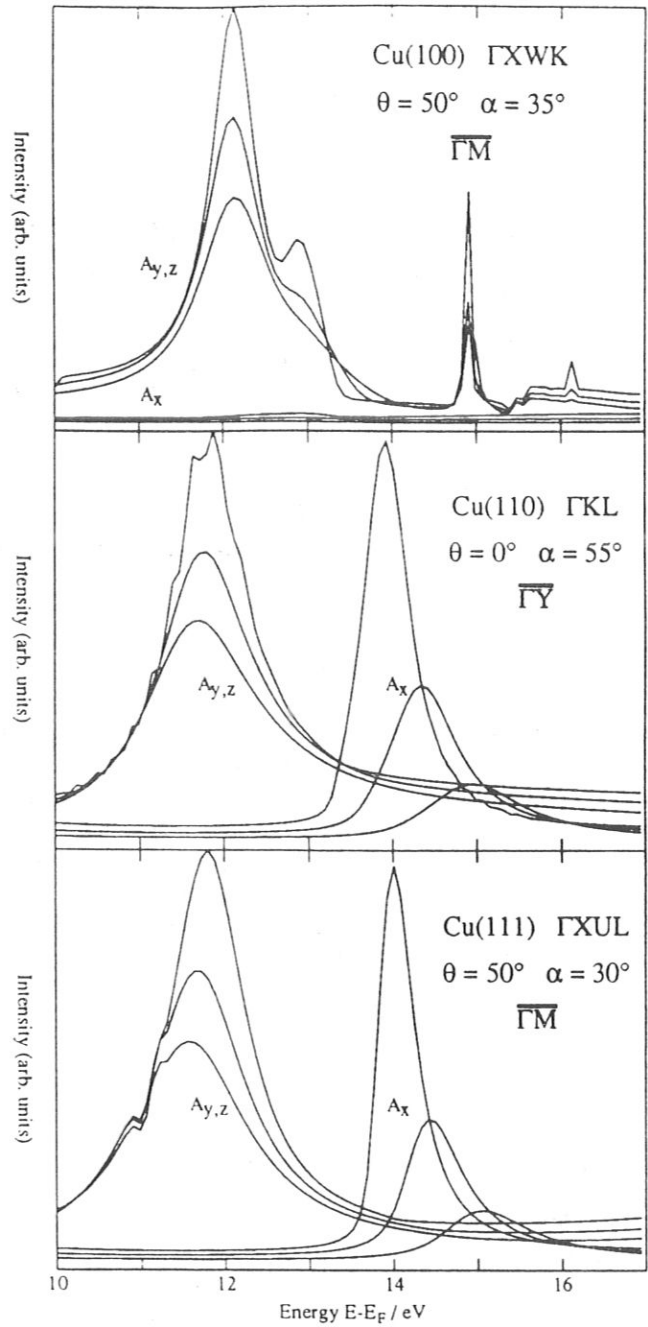 Cu(100) ΓXWK
θ = 50° α = 35°
ΓM
Intensity (arb. units)
Ay,z
Ax
Cu(110) ΓKL
θ = 0° α = 55°
ΓY
Intensity (arb. units)
Ay,z
Ax
Cu(111) ΓXUL
θ = 50° α = 30°
ΓM
Intensity (arb. units)
Ay,z
Ax
10 12 14 16
Energy E-EF / eV